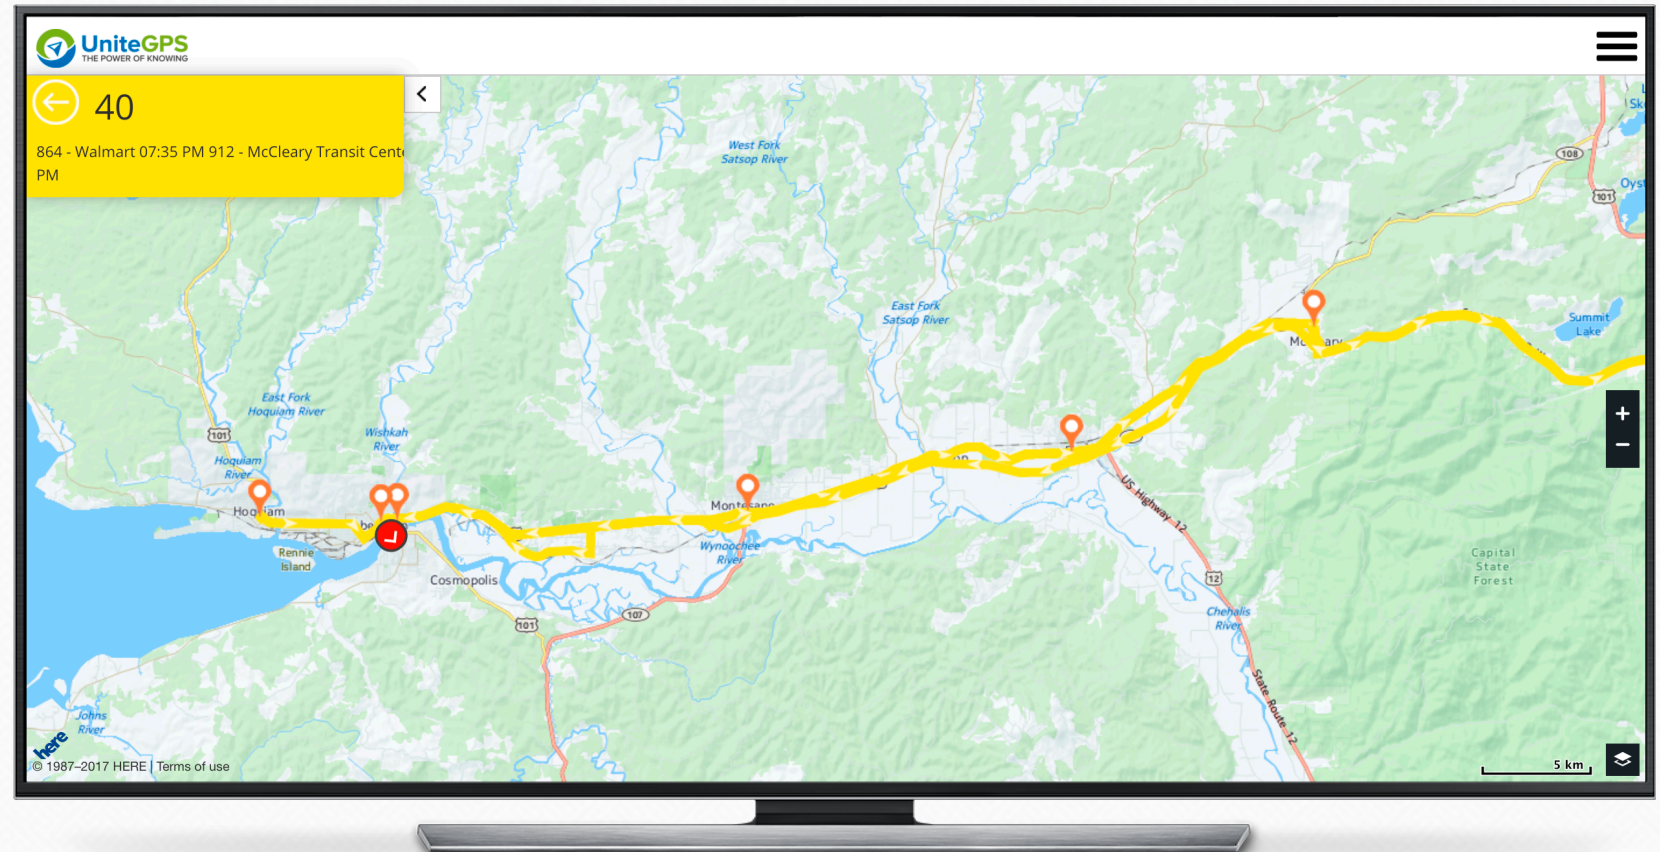 UniteGPS
THE POWER OF KNOWING
40
864 - Walmart 07:35 PM 912 - McCleary Transit Cente
PM
West Fork
Satsop River
108
101
East Fork
Satsop River
Summit
Lake
East Fork
Hoquiam River
101
Wishkah
River
Hoquiam
River
+
−
US Highway 12
Wynoochee
River
Rennie
Island
Cosmopolis
Capital
State
Forest
12
107
101
Chehalis
River
State Route 12
Johns
River
here
© 1987–2017 HERE | Terms of use
5 km